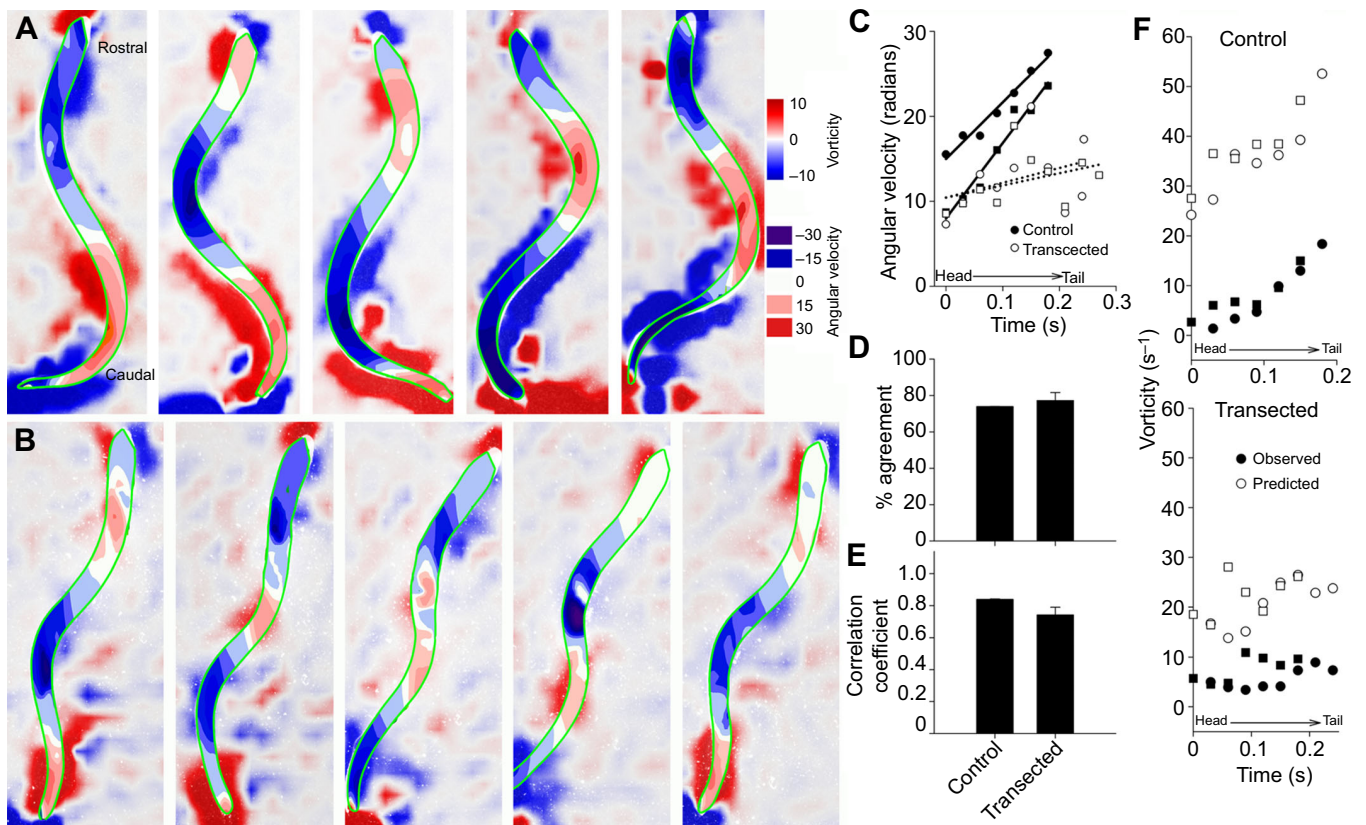 A
Rostral
Caudal
10
0
–10
Vorticity
–30
–15
0
15
30
Angular velocity
B
C
Angular velocity (radians)
30
20
10
0
Control
Transcected
Head
Tail
0
0.1
0.2
0.3
Time (s)
D
% agreement
100
80
60
40
20
0
E
Correlation coefficient
1.0
0.8
0.6
0.4
0.2
0
Control
Transected
F
Control
60
50
40
30
20
10
0
Head
Tail
0
0.1
0.2
Vorticity (s–1)
Transected
60
50
40
30
20
10
0
Observed
Predicted
Head
Tail
0
0.1
0.2
Time (s)